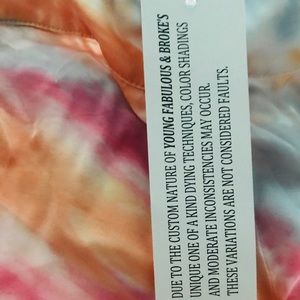 DUE TO THE CUSTOM NATURE OF YOUNG FABULOUS & BROKE'S
UNIQUE ONE OF A KIND DYING TECHNIQUES, COLOR SHADINGS
AND MODERATE INCONSISTENCIES MAY OCCUR.
THESE VARIATIONS ARE NOT CONSIDERED FAULTS.